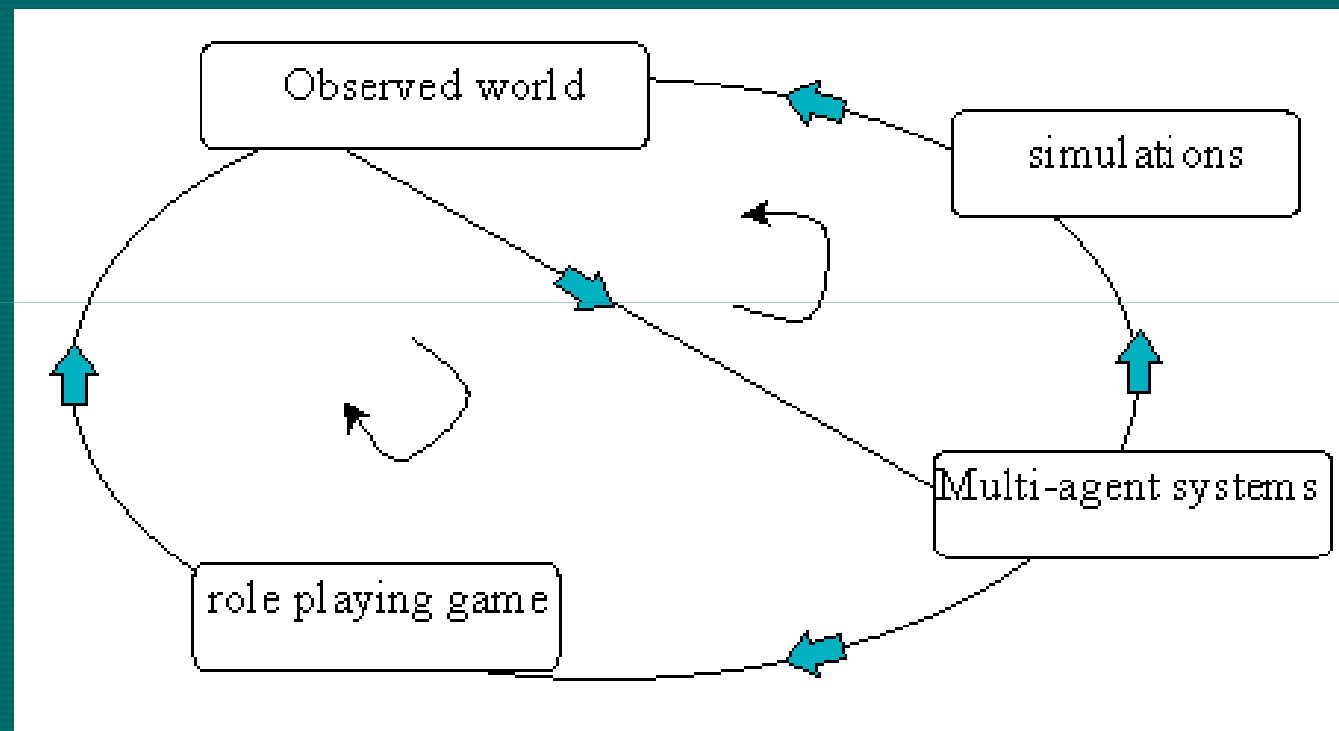 Observed world
simulations
Multi-agent systems
role playing game